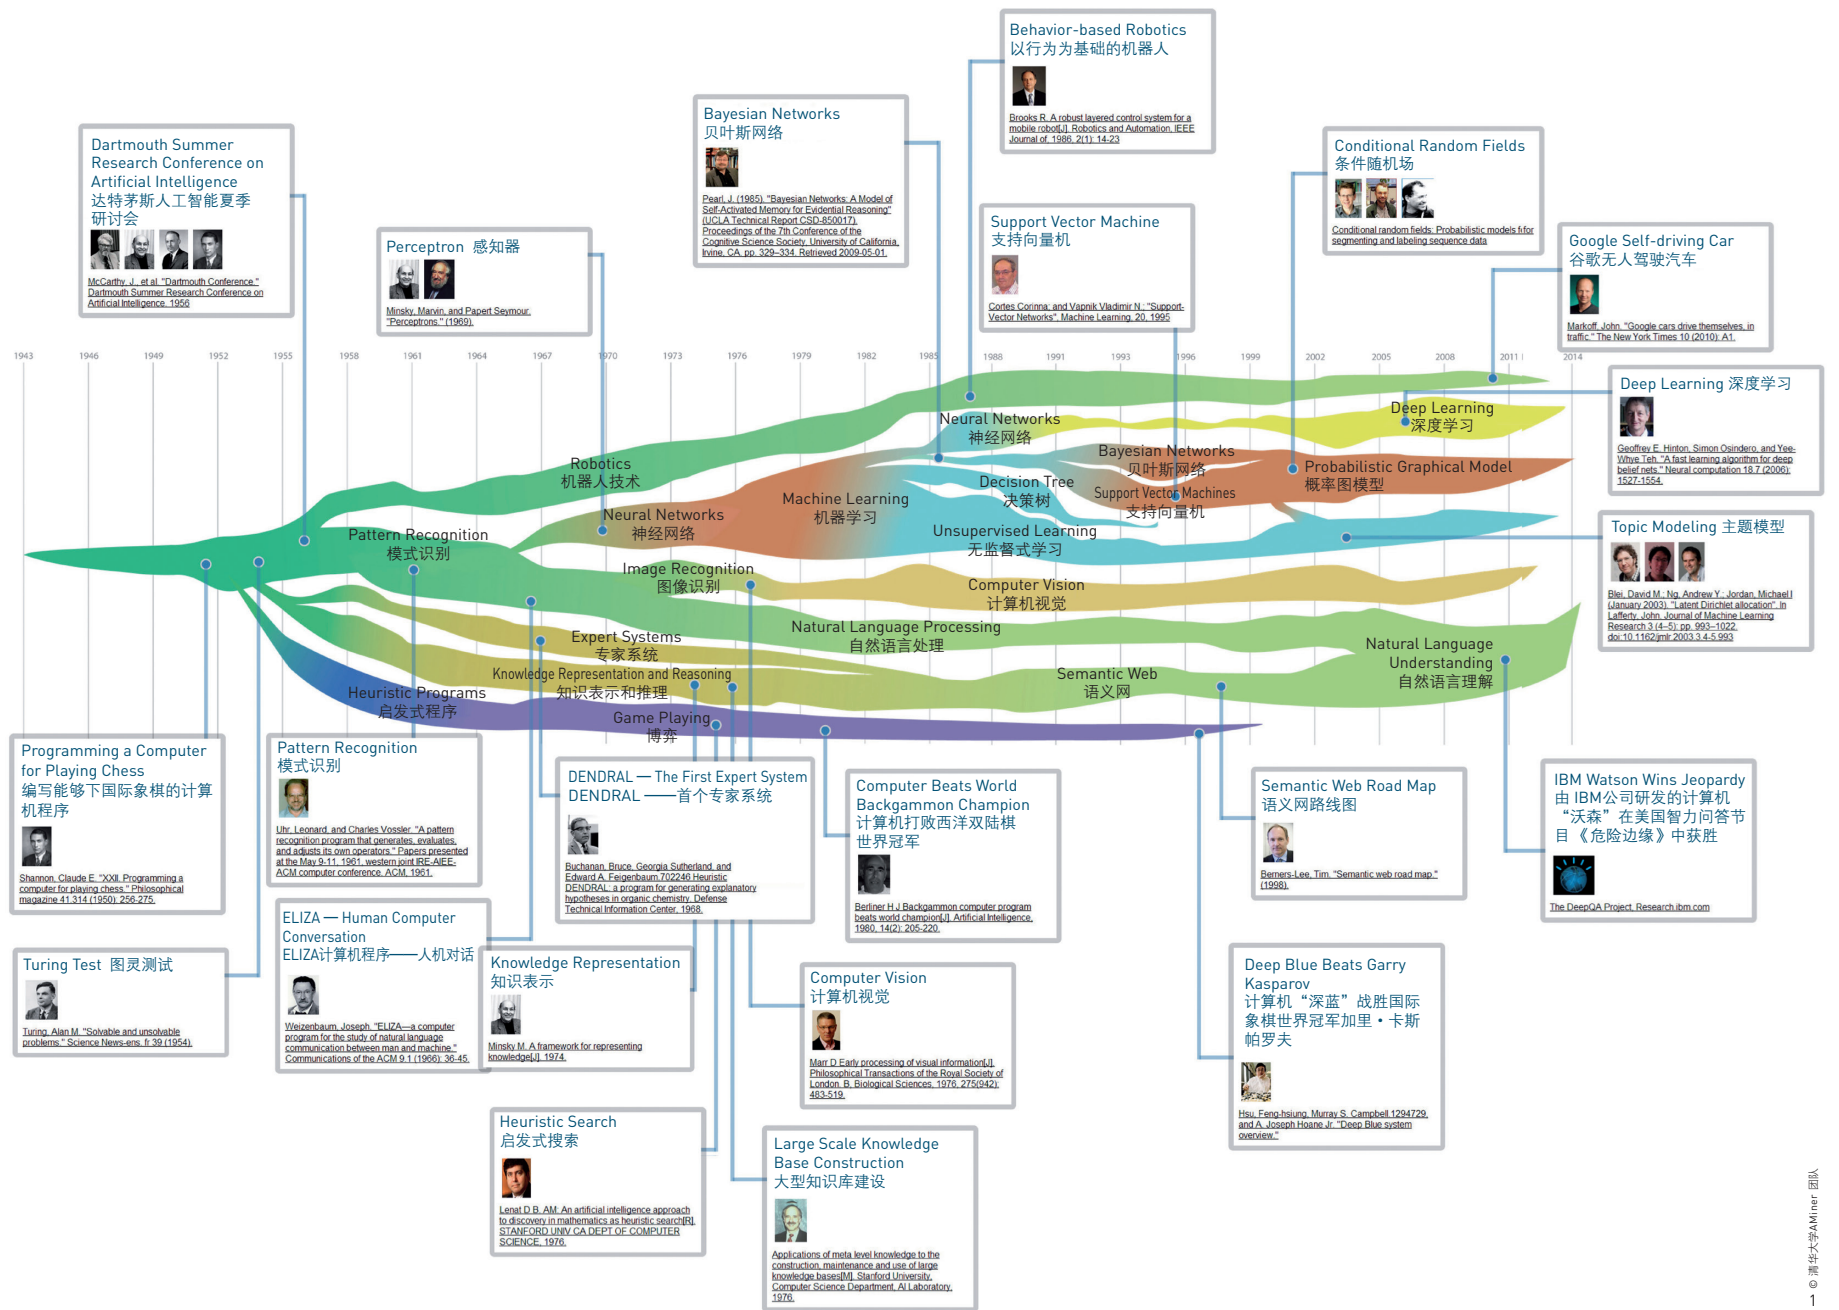 Behavior-based Robotics
以行为为基础的机器人
Brooks R. A robust layered control system for a
mobile robot[J]. Robotics and Automation, IEEE
Journal of, 1986, 2(1): 14-23
Bayesian Networks
贝叶斯网络
Pearl, J. (1985). "Bayesian Networks: A Model of
Self-Activated Memory for Evidential Reasoning"
(UCLA Technical Report CSD-850017).
Proceedings of the 7th Conference of the
Cognitive Science Society, University of California,
Irvine, CA. pp. 329–334. Retrieved 2009-05-01.
Dartmouth Summer
Research Conference on
Artificial Intelligence
达特茅斯人工智能夏季
研讨会
McCarthy, J., et al. "Dartmouth Conference."
Dartmouth Summer Research Conference on
Artificial Intelligence. 1956
Conditional Random Fields
条件随机场
Conditional random fields: Probabilistic models fifor
segmenting and labeling sequence data
Perceptron 感知器
Minsky, Marvin, and Papert Seymour.
"Perceptrons." (1969).
Support Vector Machine
支持向量机
Cortes Corinna; and Vapnik Vladimir N.; "Support-
Vector Networks", Machine Learning, 20, 1995
Google Self-driving Car
谷歌无人驾驶汽车
Markoff, John. "Google cars drive themselves, in
traffic." The New York Times 10 (2010): A1.
1943 1946 1949 1952 1955 1958 1961 1964 1967 1970 1973 1976 1979 1982 1985 1988 1991 1993 1996 1999 2002 2005 2008 2011 2014
Deep Learning 深度学习
Geoffrey E. Hinton, Simon Osindero, and Yee-
Whye Teh. "A fast learning algorithm for deep
belief nets." Neural computation 18.7 (2006):
1527-1554.
Topic Modeling 主题模型
Blei, David M.; Ng, Andrew Y.; Jordan, Michael I
(January 2003). "Latent Dirichlet allocation". In
Lafferty, John. Journal of Machine Learning
Research 3 (4–5): pp. 993–1022.
doi:10.1162/jmlr.2003.3.4-5.993
Robotics
机器人技术
Neural Networks
神经网络
Deep Learning
深度学习
Bayesian Networks
贝叶斯网络
Probabilistic Graphical Model
概率图模型
Decision Tree
决策树
Support Vector Machines
支持向量机
Machine Learning
机器学习
Neural Networks
神经网络
Unsupervised Learning
无监督式学习
Pattern Recognition
模式识别
Image Recognition
图像识别
Computer Vision
计算机视觉
Natural Language Processing
自然语言处理
Expert Systems
专家系统
Natural Language
Understanding
自然语言理解
Knowledge Representation and Reasoning
知识表示和推理
Semantic Web
语义网
Heuristic Programs
启发式程序
Game Playing
博弈
Programming a Computer
for Playing Chess
编写能够下国际象棋的计算
机程序
Shannon, Claude E. "XXII. Programming a
computer for playing chess." Philosophical
magazine 41.314 (1950): 256-275.
Pattern Recognition
模式识别
Uhr, Leonard, and Charles Vossler. "A pattern
recognition program that generates, evaluates,
and adjusts its own operators." Papers presented
at the May 9-11, 1961, western joint IRE-AIEE-
ACM computer conference. ACM, 1961.
DENDRAL — The First Expert System
DENDRAL ——首个专家系统
Buchanan, Bruce, Georgia Sutherland, and
Edward A. Feigenbaum.702246 Heuristic
DENDRAL: a program for generating explanatory
hypotheses in organic chemistry. Defense
Technical Information Center, 1968.
Computer Beats World
Backgammon Champion
计算机打败西洋双陆棋
世界冠军
Berliner H J Backgammon computer program
beats world champion[J]. Artificial Intelligence,
1980, 14(2): 205-220.
Semantic Web Road Map
语义网路线图
Berners-Lee, Tim. "Semantic web road map."
(1998).
IBM Watson Wins Jeopardy
由 IBM公司研发的计算机
“沃森”在美国智力问答节
目《危险边缘》中获胜
The DeepQA Project, Research.ibm.com
Turing Test 图灵测试
Turing, Alan M. "Solvable and unsolvable
problems." Science News-ens. fr 39 (1954).
ELIZA — Human Computer
Conversation
ELIZA计算机程序——人机对话
Weizenbaum, Joseph. "ELIZA—a computer
program for the study of natural language
communication between man and machine."
Communications of the ACM 9.1 (1966): 36-45.
Knowledge Representation
知识表示
Minsky M. A framework for representing
knowledge[J]. 1974.
Computer Vision
计算机视觉
Marr D Early processing of visual information[J].
Philosophical Transactions of the Royal Society of
London. B, Biological Sciences, 1976, 275(942):
483-519.
Deep Blue Beats Garry
Kasparov
计算机“深蓝”战胜国际
象棋世界冠军加里·卡斯
帕罗夫
Hsu, Feng-hsiung, Murray S. Campbell.1294729,
and A. Joseph Hoane Jr. "Deep Blue system
overview."
Heuristic Search
启发式搜索
Lenat D B. AM: An artificial intelligence approach
to discovery in mathematics as heuristic search[R].
STANFORD UNIV CA DEPT OF COMPUTER
SCIENCE, 1976.
Large Scale Knowledge
Base Construction
大型知识库建设
Applications of meta level knowledge to the
construction, maintenance and use of large
knowledge bases[M]. Stanford University,
Computer Science Department, AI Laboratory,
1976.
© 清华大学AMiner 团队
1